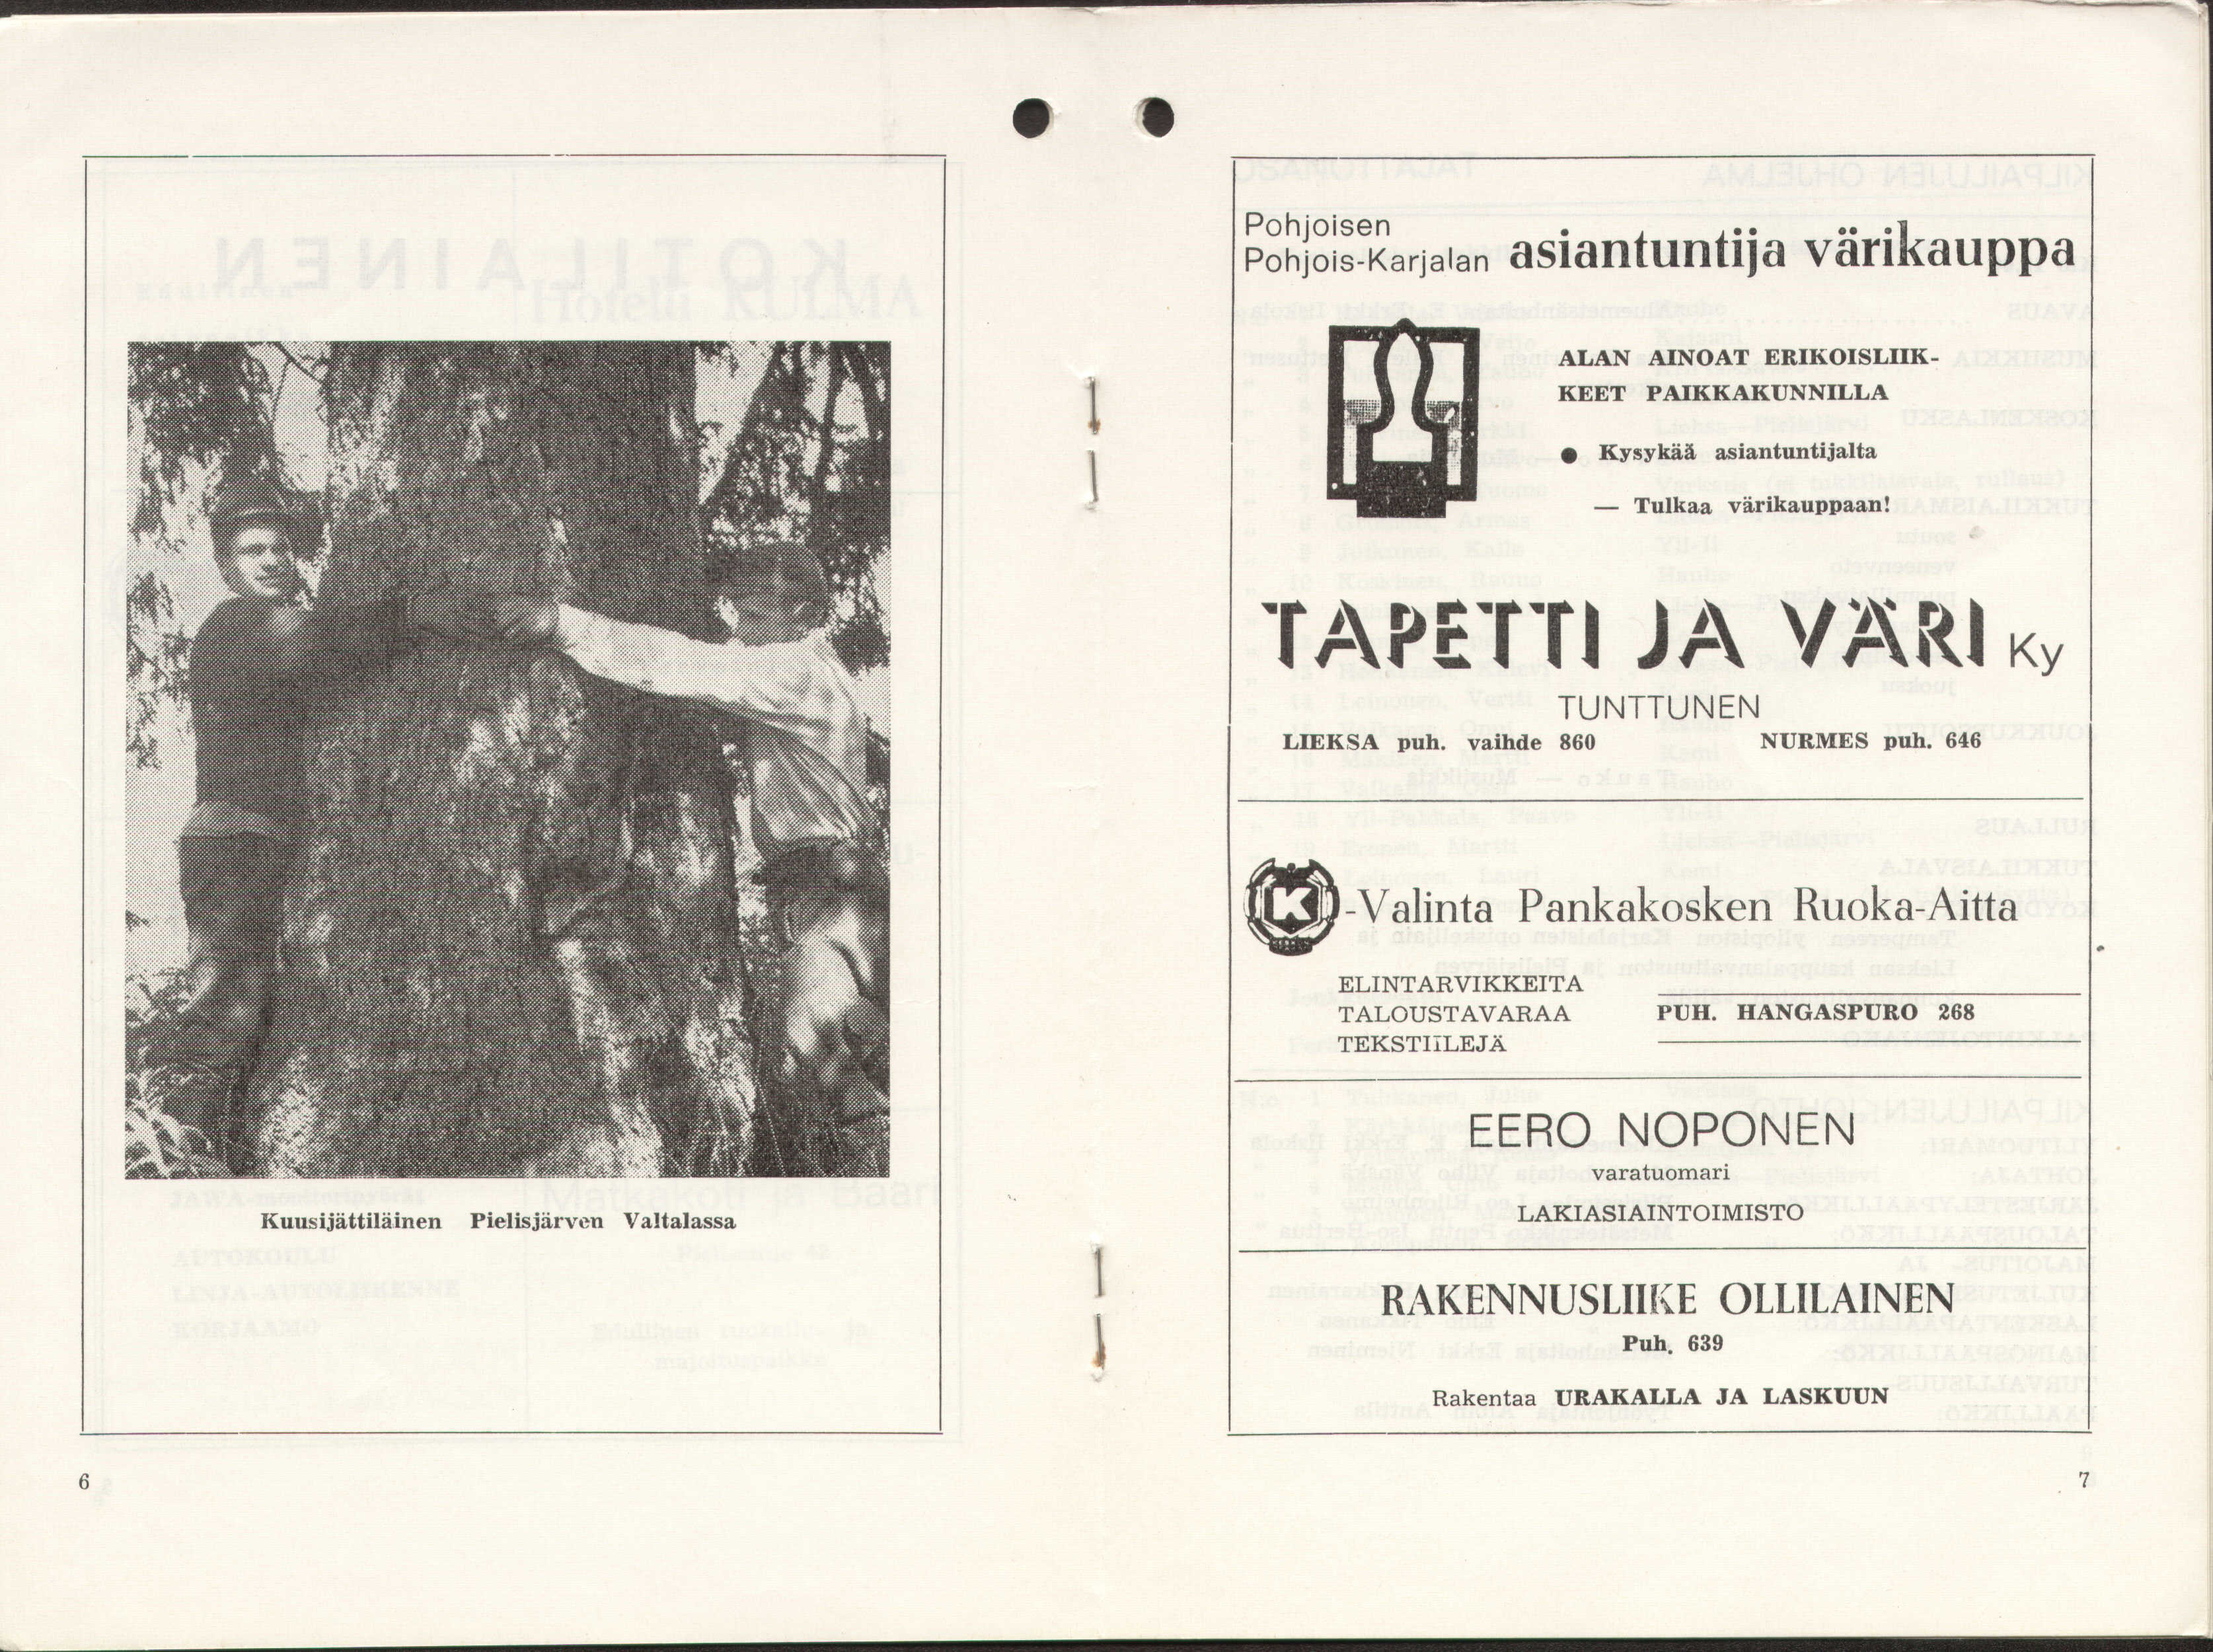 Kuusijättiläinen Pielisjärven Valtalassa
6
Pohjoisen
Pohjois-Karjalan asiantuntija värikauppa
ALAN AINOAT ERIKOISLIIK-
KEET PAIKKAKUNNILLA
● Kysykää asiantuntijalta
— Tulkaa värikauppaan!
TAPETTI JA VÄRI Ky
TUNTTUNEN
LIEKSA puh. vaihde 860 NURMES puh. 646
K-Valinta Pankakosken Ruoka-Aitta
ELINTARVIKKEITA
TALOUSTAVARAA
TEKSTIILEJÄ
PUH. HANGASPURO 268
EERO NOPONEN
varatuomari
LAKIASIAINTOIMISTO
RAKENNUSLIIKE OLLILAINEN
Puh. 639
Rakentaa URAKALLA JA LASKUUN
7